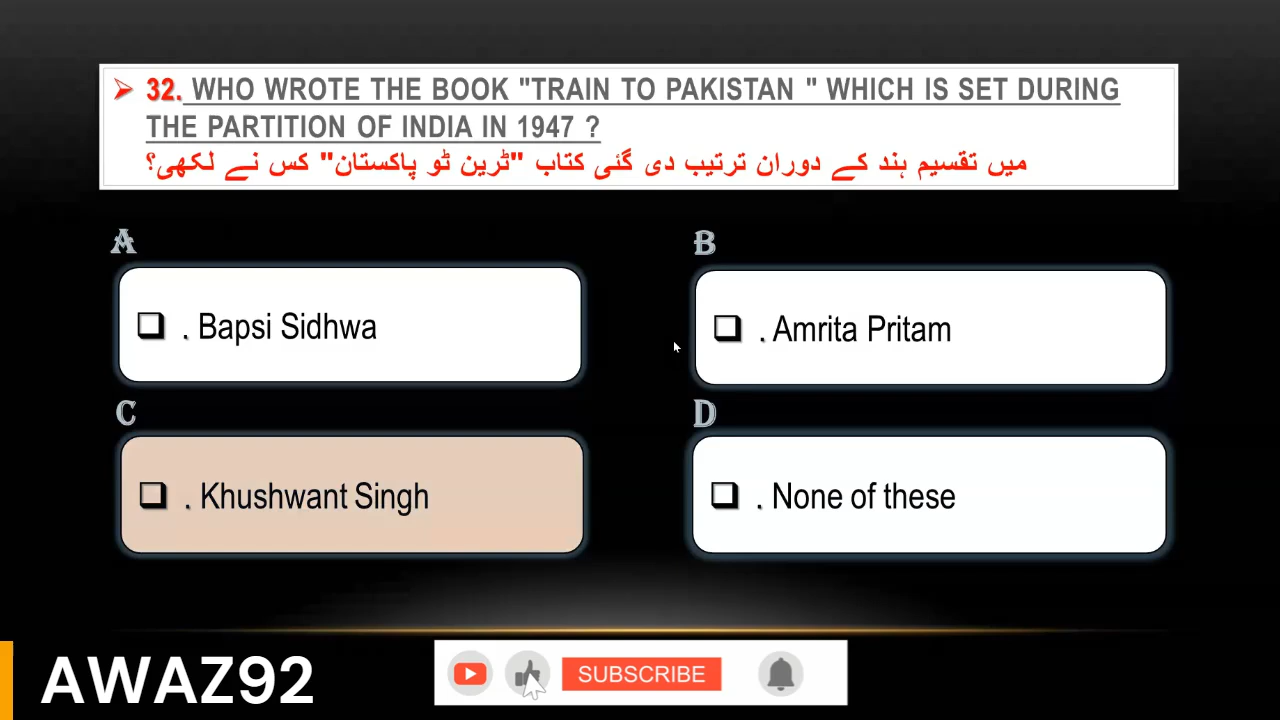 32. WHO WROTE THE BOOK "TRAIN TO PAKISTAN " WHICH IS SET DURING
THE PARTITION OF INDIA IN 1947 ?
میں تقسیم ہند کے دوران ترتیب دی گئی کتاب "ٹرین ٹو پاکستان" کس نے لکھی؟
A
B
. Bapsi Sidhwa
. Amrita Pritam
C
D
. Khushwant Singh
. None of these
AWAZ92
SUBSCRIBE